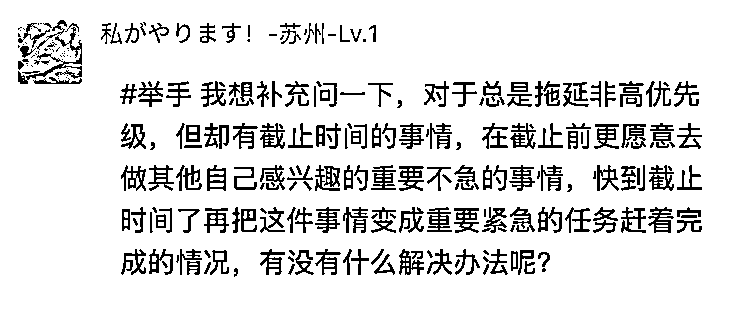 私がやります！-苏州-Lv.1
#举手 我想补充问一下，对于总是拖延非高优先
级，但却有截止时间的事情，在截止前更愿意去
做其他自己感兴趣的重要不急的事情，快到截止
时间了再把这件事情变成重要紧急的任务赶着完
成的情况，有没有什么解决办法呢？